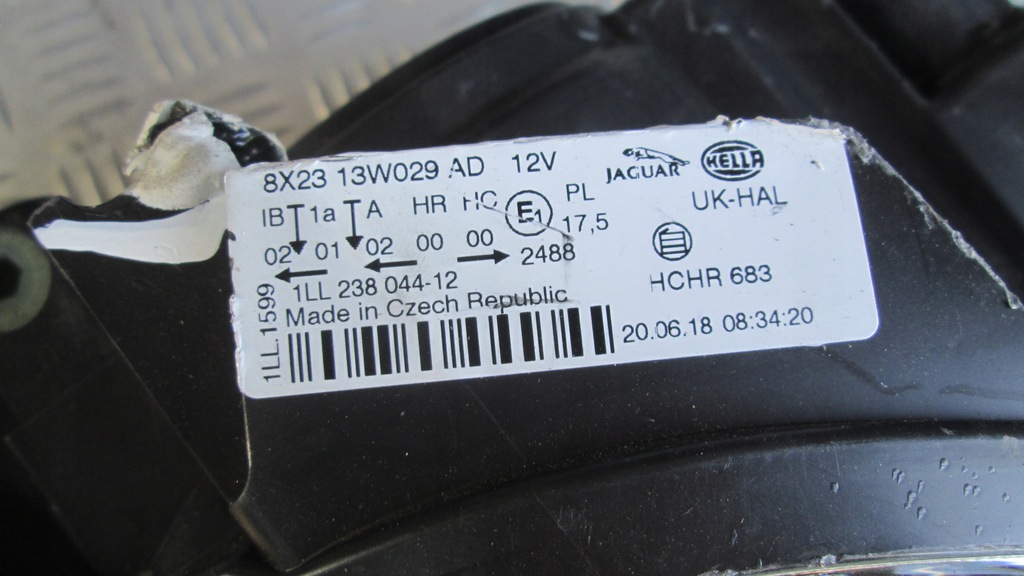 8X23 13W029 AD 12V
JAGUAR HELLA
UK-HAL
IB 1a A HR HC E1 PL
17,5
02 01 02 00 00 2488
1LL 238 044-12
HCHR 683
Made in Czech Republic
20.06.18 08:34:20
1LL.1599